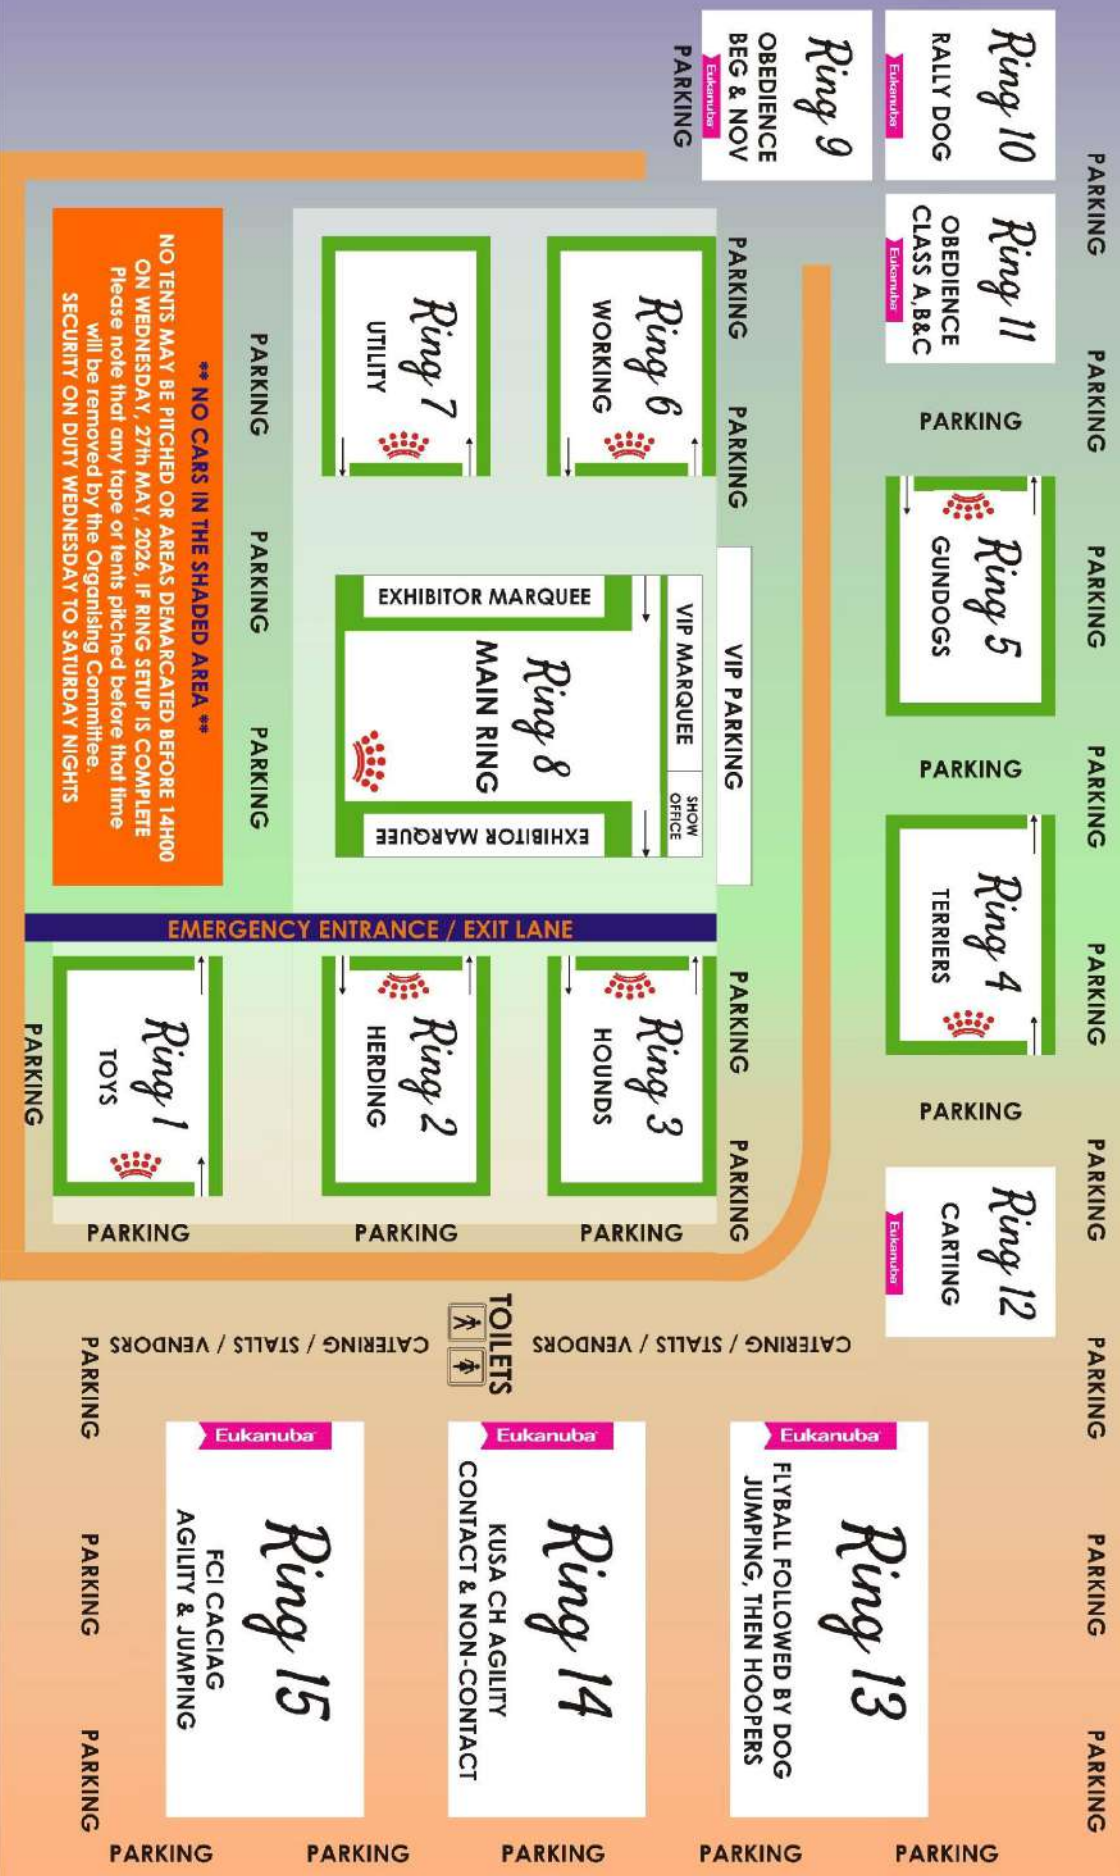 PARKING
PARKING
PARKING
PARKING
PARKING
PARKING
PARKING
PARKING
PARKING
Ring 10
RALLY DOG
Eukanuba
Ring 11
OBEDIENCE
CLASS A,B&C
Eukanuba
PARKING
Ring 5
GUNDOGS
PARKING
Ring 4
TERRIERS
PARKING
Ring 12
CARTING
Eukanuba
Ring 9
OBEDIENCE
BEG & NOV
Eukanuba
PARKING
PARKING
PARKING
VIP PARKING
PARKING
PARKING
Ring 6
WORKING
VIP MARQUEE
SHOW
OFFICE
Ring 3
HOUNDS
PARKING
Ring 7
UTILITY
EXHIBITOR MARQUEE
Ring 8
MAIN RING
EXHIBITOR MARQUEE
EMERGENCY ENTRANCE / EXIT LANE
Ring 2
HERDING
PARKING
PARKING
PARKING
PARKING
** NO CARS IN THE SHADED AREA **
NO TENTS MAY BE PITCHED OR AREAS DEMARCATED BEFORE 14H00
ON WEDNESDAY, 27th MAY, 2026, IF RING SETUP IS COMPLETE
Please note that any tape or tents pitched before that time
will be removed by the Organising Committee.
SECURITY ON DUTY WEDNESDAY TO SATURDAY NIGHTS
Ring 1
TOYS
PARKING
PARKING
CATERING / STALLS / VENDORS
TOILETS
CATERING / STALLS / VENDORS
Eukanuba
Ring 13
FLYBALL FOLLOWED BY DOG
JUMPING, THEN HOOPERS
Eukanuba
Ring 14
KUSA CH AGILITY
CONTACT & NON-CONTACT
Eukanuba
Ring 15
FCI CACIAG
AGILITY & JUMPING
PARKING
PARKING
PARKING
PARKING
PARKING
PARKING
PARKING
PARKING